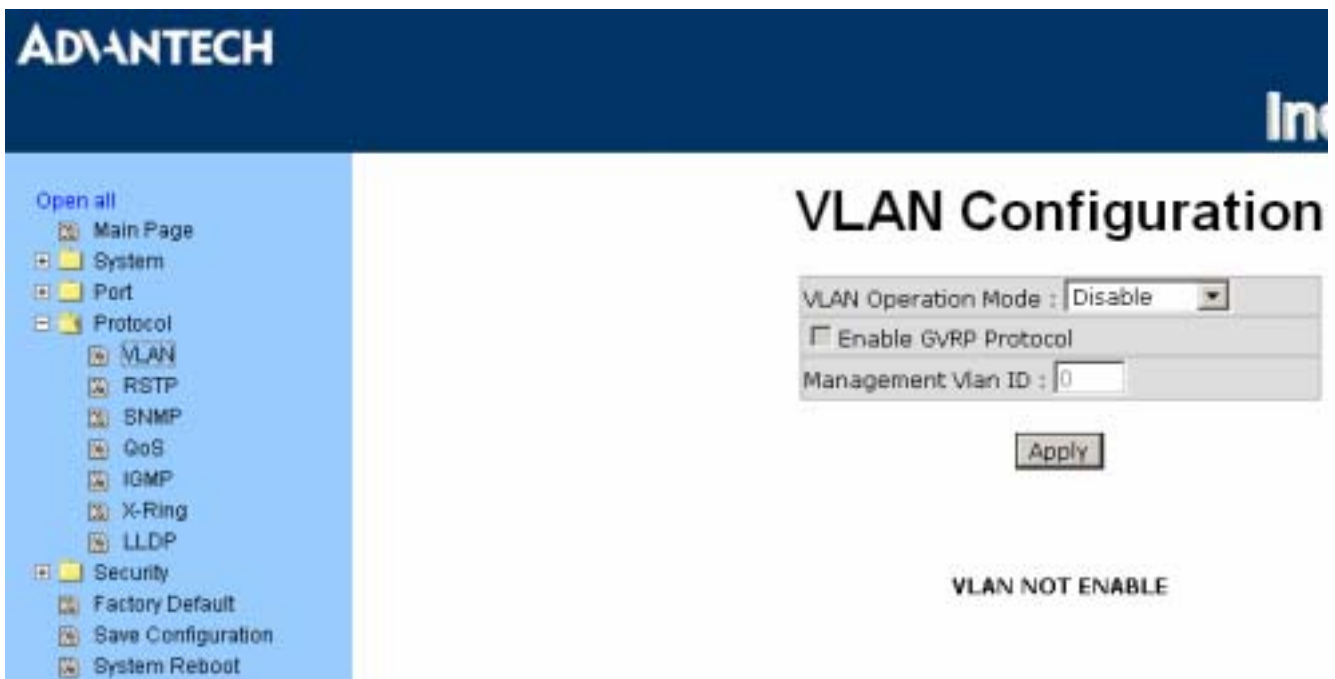 ADVANTECH
Open all
Main Page
System
Port
Protocol
VLAN
RSTP
SNMP
QoS
IGMP
X-Ring
LLDP
Security
Factory Default
Save Configuration
System Reboot
VLAN Configuration
VLAN Operation Mode : Disable
Enable GVRP Protocol
Management Vlan ID : 0
Apply
VLAN NOT ENABLE